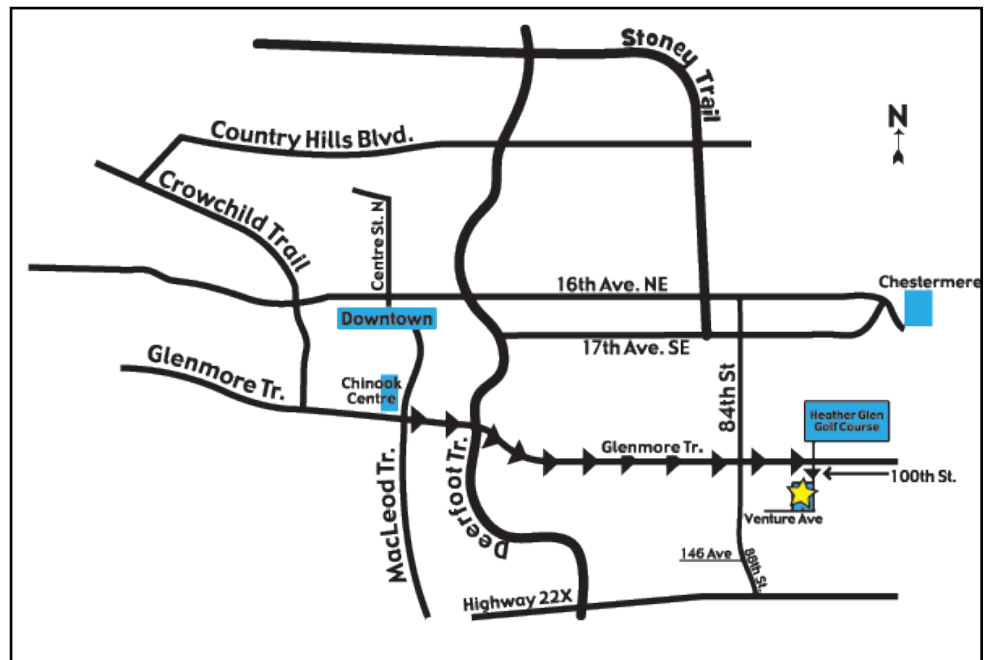 Stoney Trail
N
Country Hills Blvd.
Crowchild Trail
Centre St. N
Chestermere
16th Ave. NE
Downtown
17th Ave. SE
Glenmore Tr.
Chinook
Centre
84th St
Heather Glen
Golf Course
Glenmore Tr.
100th St.
MacLeod Tr.
Deerfoot Tr.
Venture Ave
146 Ave
88th St.
Highway 22X